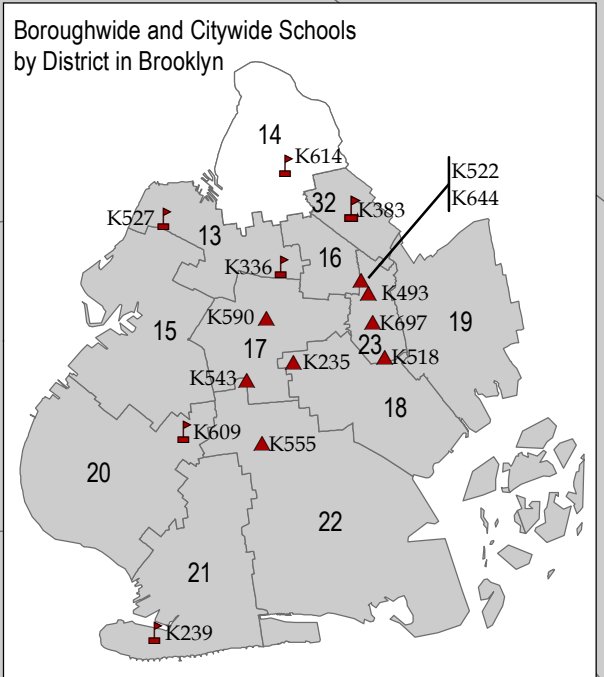 Boroughwide and Citywide Schools
by District in Brooklyn
14
K614
K522
K644
32
K383
K527
13
16
K336
K493
K590
K697
19
15
17
23
K235
K518
K543
18
K609
K555
20
22
21
K239